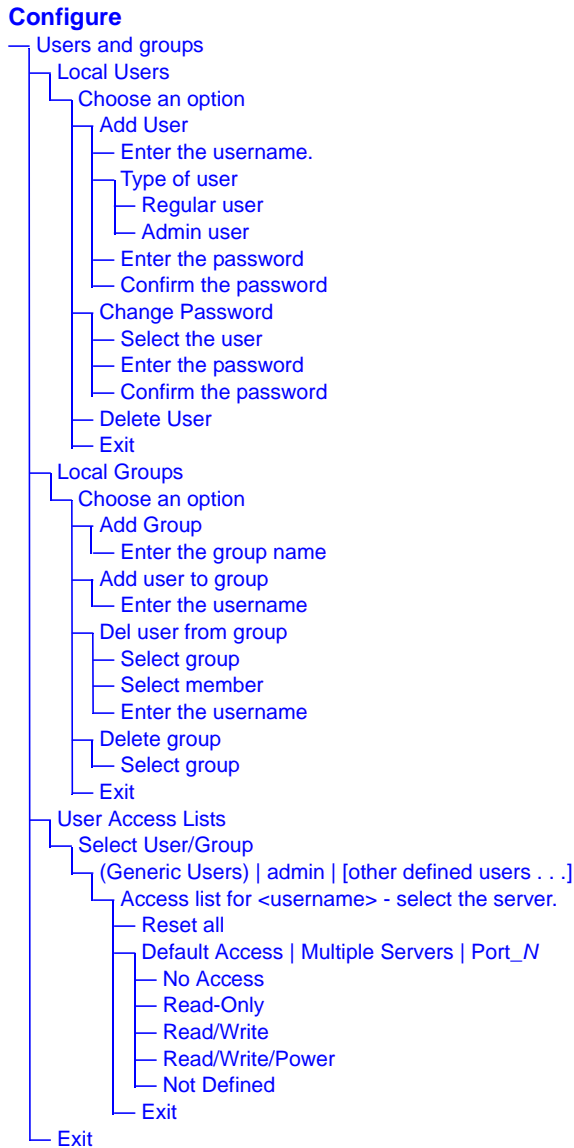 Configure
Users and groups
Local Users
Choose an option
Add User
Enter the username.
Type of user
Regular user
Admin user
Enter the password
Confirm the password
Change Password
Select the user
Enter the password
Confirm the password
Delete User
Exit
Local Groups
Choose an option
Add Group
Enter the group name
Add user to group
Enter the username
Del user from group
Select group
Select member
Enter the username
Delete group
Select group
Exit
User Access Lists
Select User/Group
(Generic Users) | admin | [other defined users . . .]
Access list for <username> - select the server.
Reset all
Default Access | Multiple Servers | Port_N
No Access
Read-Only
Read/Write
Read/Write/Power
Not Defined
Exit
Exit